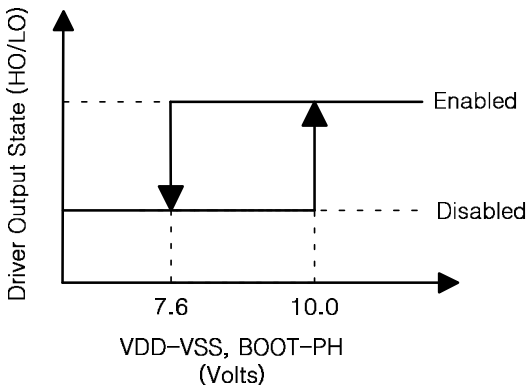 Driver Output State (HO/LO)
Enabled
Disabled
7.6
10.0
VDD-VSS, BOOT-PH
(Volts)